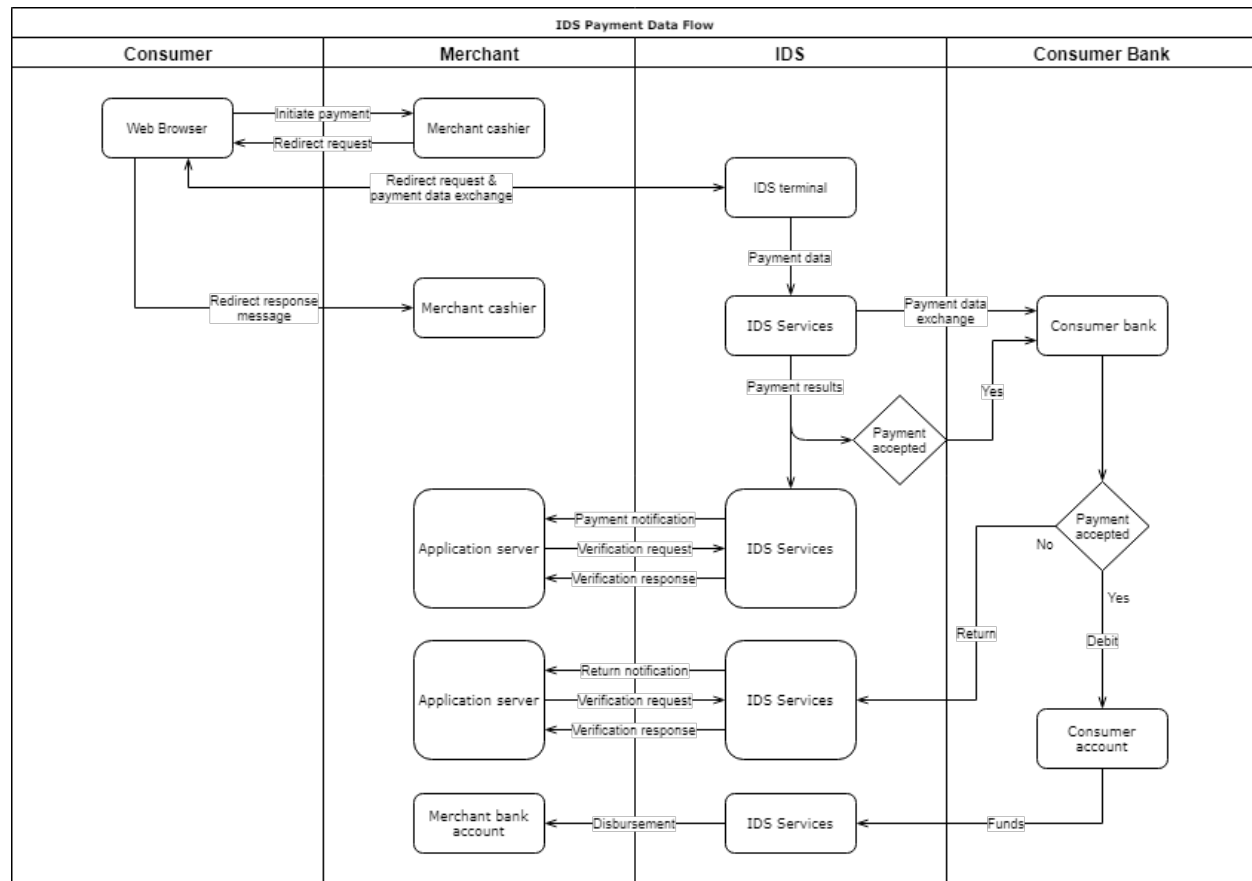 IDS Payment Data Flow
Consumer
Merchant
IDS
Consumer Bank
Web Browser
Initiate payment
Merchant cashier
Redirect request
Redirect request &
payment data exchange
IDS terminal
Payment data
Redirect response
message
Merchant cashier
IDS Services
Payment data
exchange
Consumer bank
Payment results
Yes
Payment
accepted
Payment
accepted
No
Yes
Application server
Payment notification
Verification request
Verification response
IDS Services
Return
Debit
Application server
Return notification
Verification request
Verification response
IDS Services
Consumer
account
Merchant bank
account
Disbursement
IDS Services
Funds